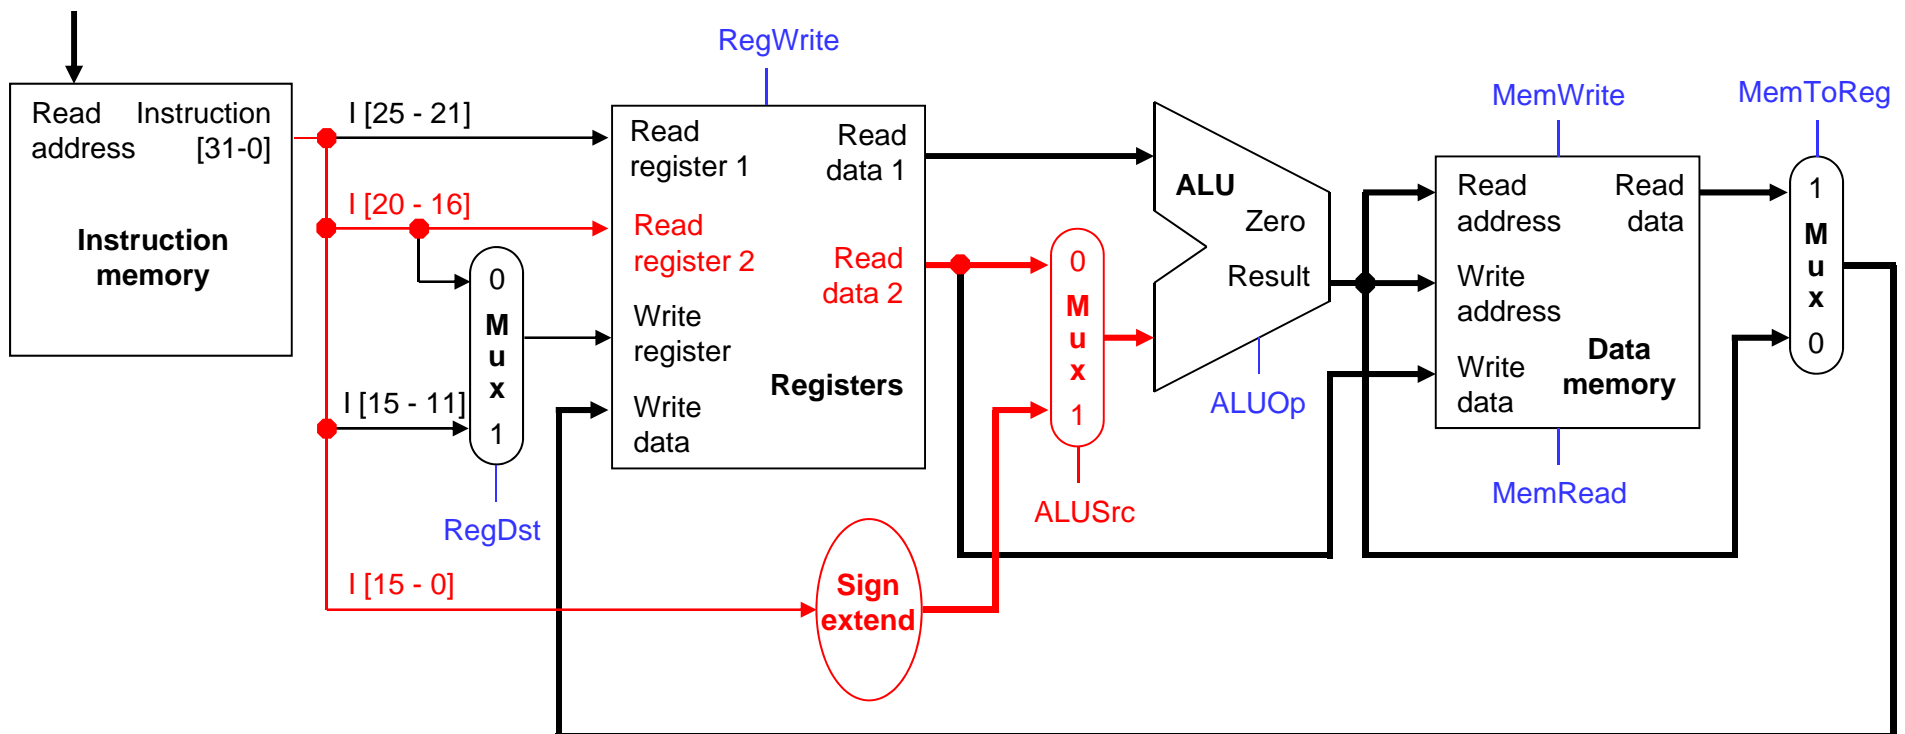 Read address
Instruction [31-0]
Instruction memory
I [25 - 21]
I [20 - 16]
I [15 - 11]
I [15 - 0]
0
Mux
1
RegDst
RegWrite
Read register 1
Read register 2
Write register
Write data
Read data 1
Read data 2
Registers
Sign extend
0
Mux
1
ALUSrc
ALU
Zero
Result
ALUOp
MemWrite
Read address
Write address
Write data
Read data
Data memory
MemRead
MemToReg
1
Mux
0